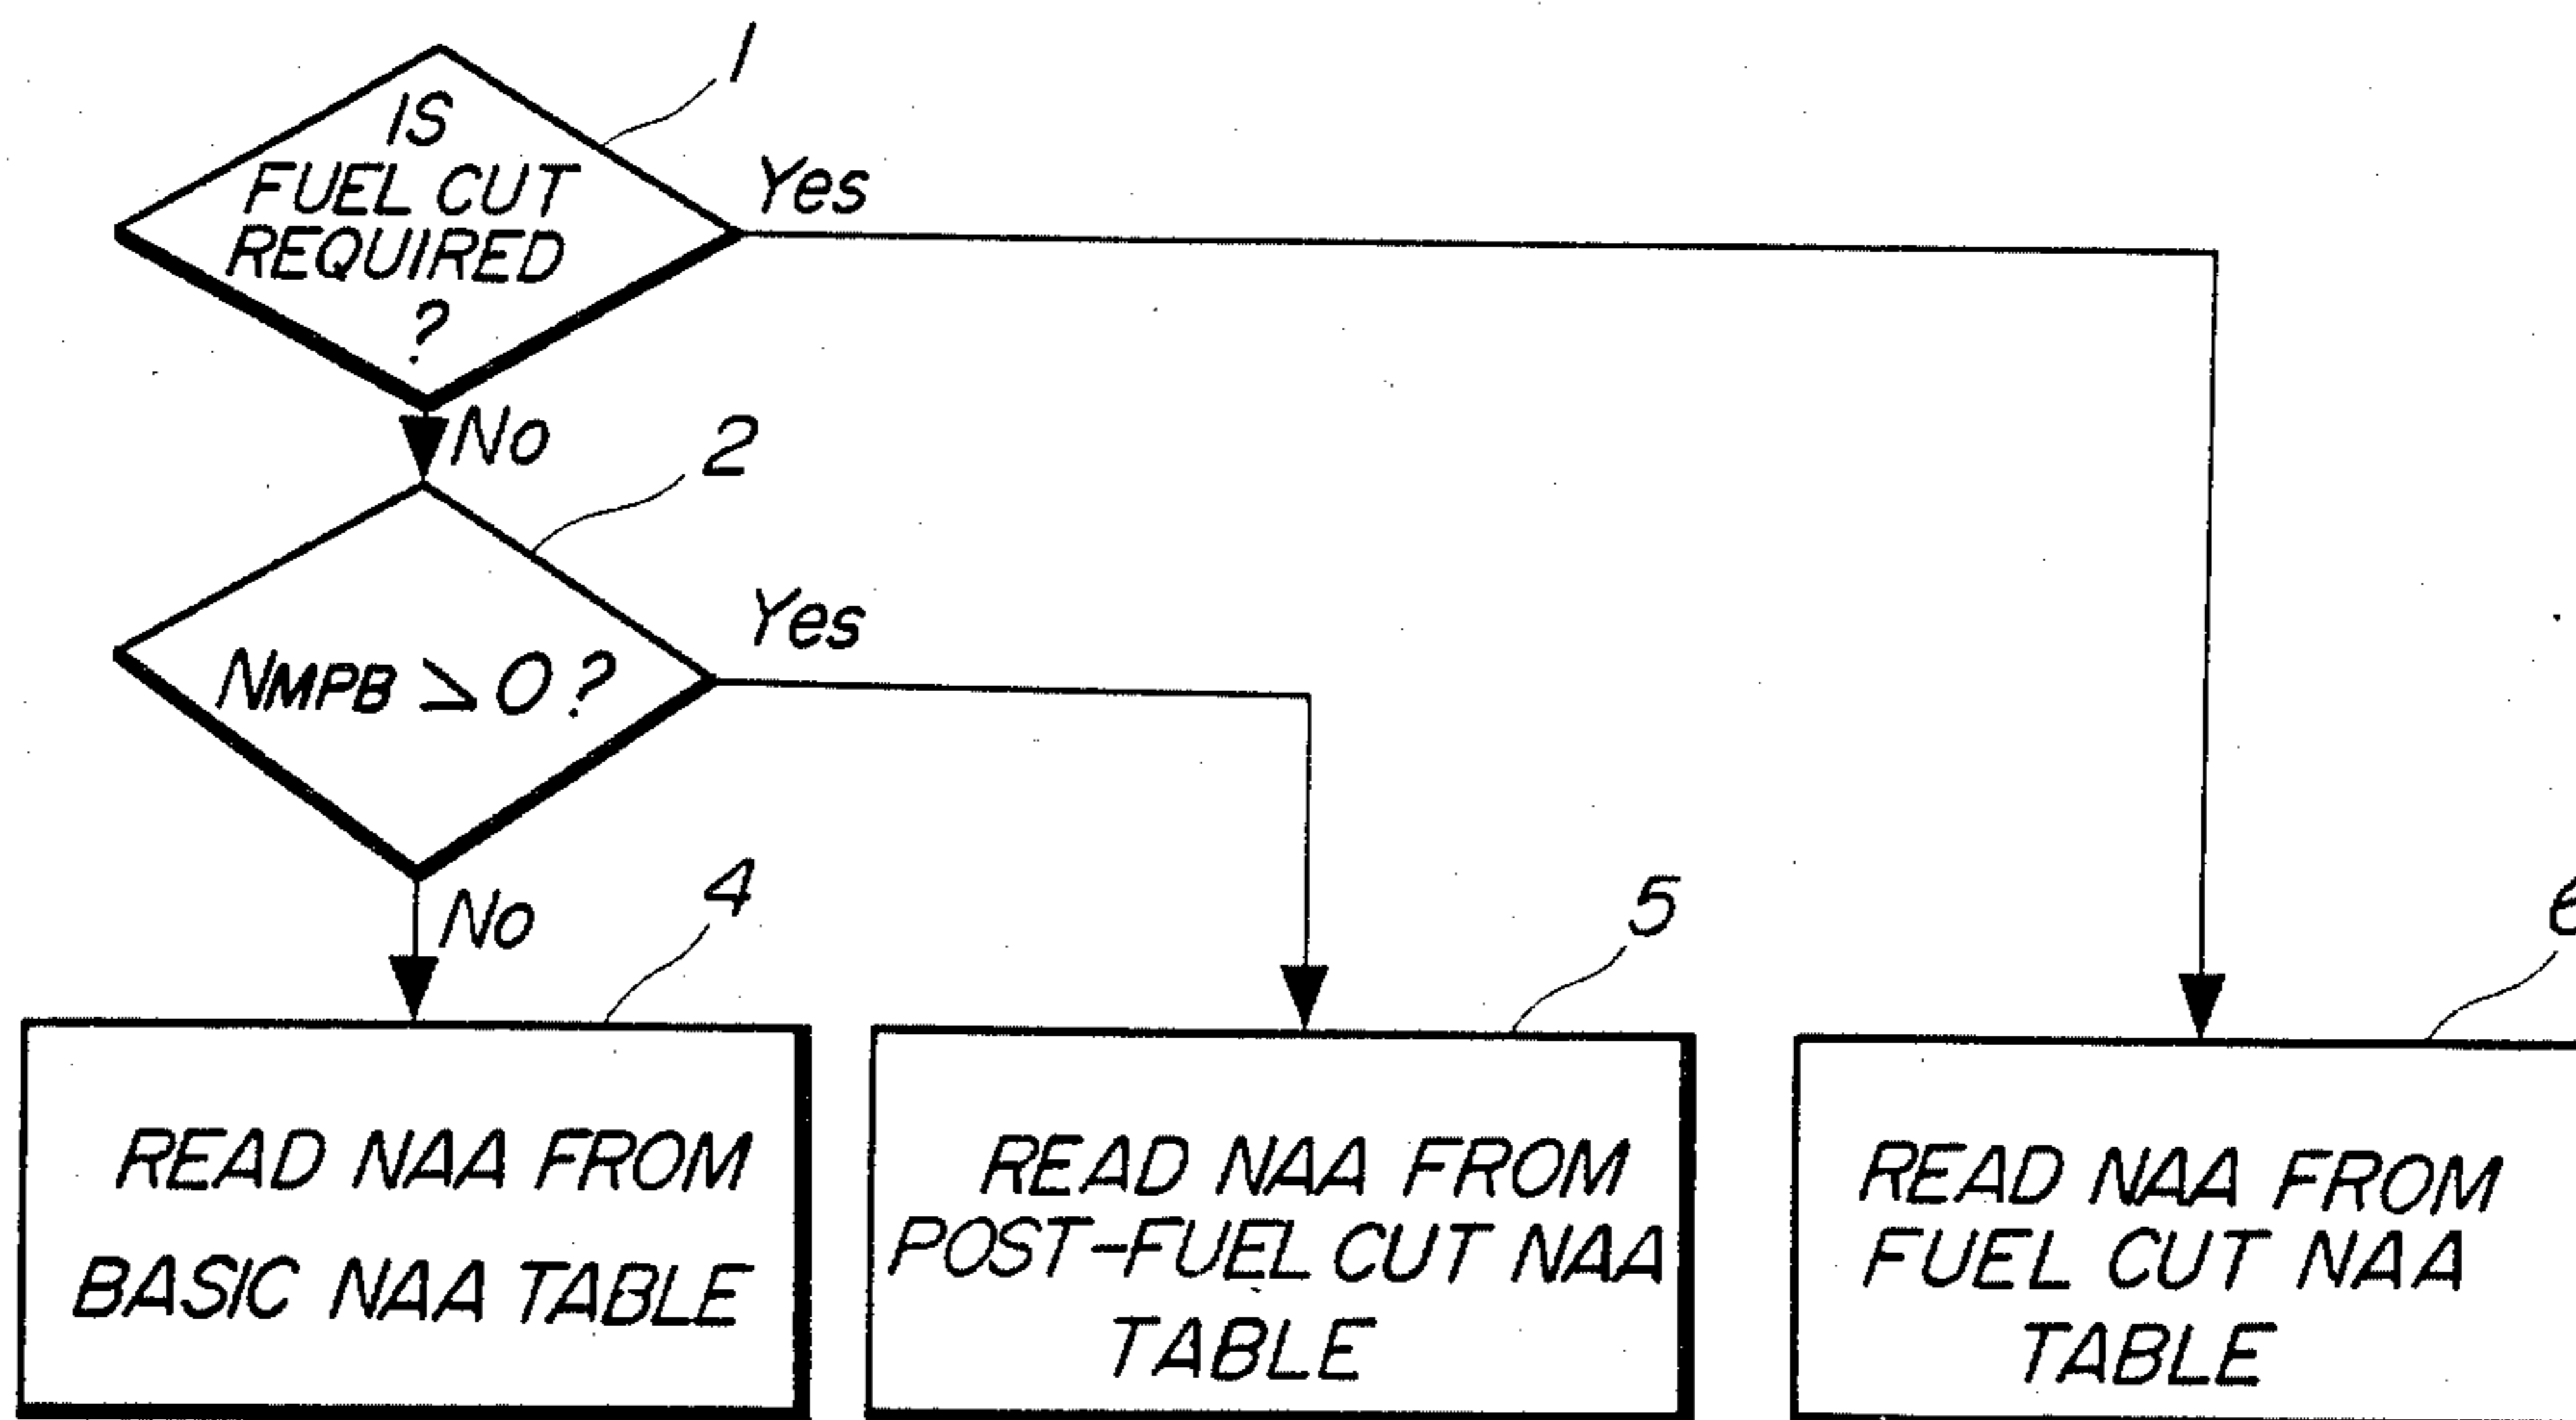 1
IS
FUEL CUT
REQUIRED
?
Yes
No
2
NMPB > 0 ?
Yes
No
4
5
6
READ NAA FROM
BASIC NAA TABLE
READ NAA FROM
POST-FUEL CUT NAA
TABLE
READ NAA FROM
FUEL CUT NAA
TABLE